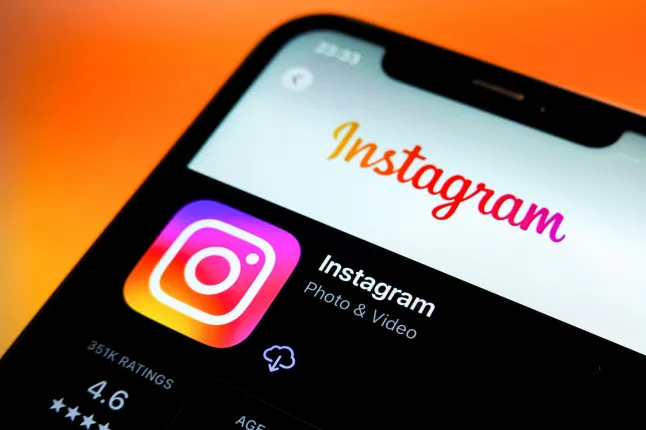 23:33
Instagram
Instagram
Photo & Video
351K RATINGS
4.6
AGE